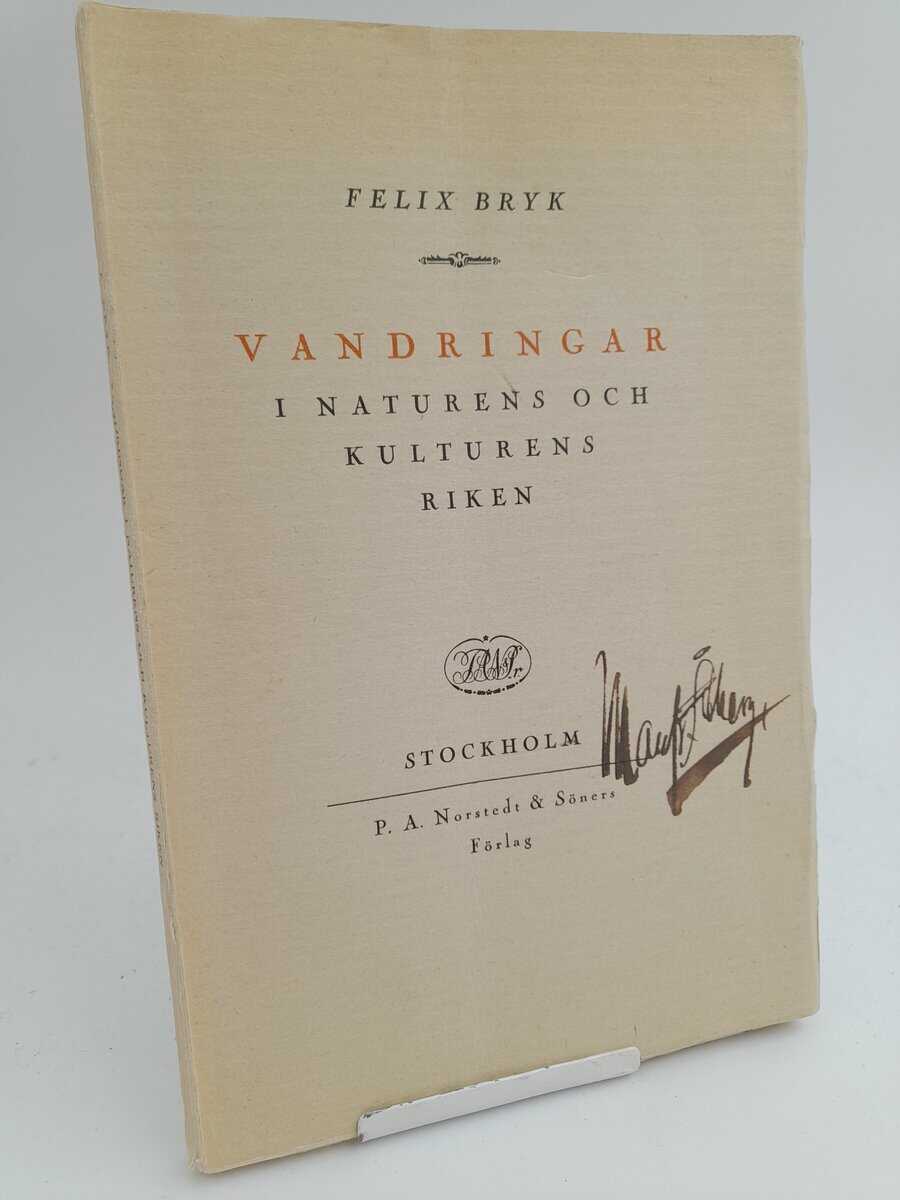 FELIX BRYK
VANDRINGAR
I NATURENS OCH
KULTURENS
RIKEN
STOCKHOLM
P. A. Norstedt & Söners
Förlag